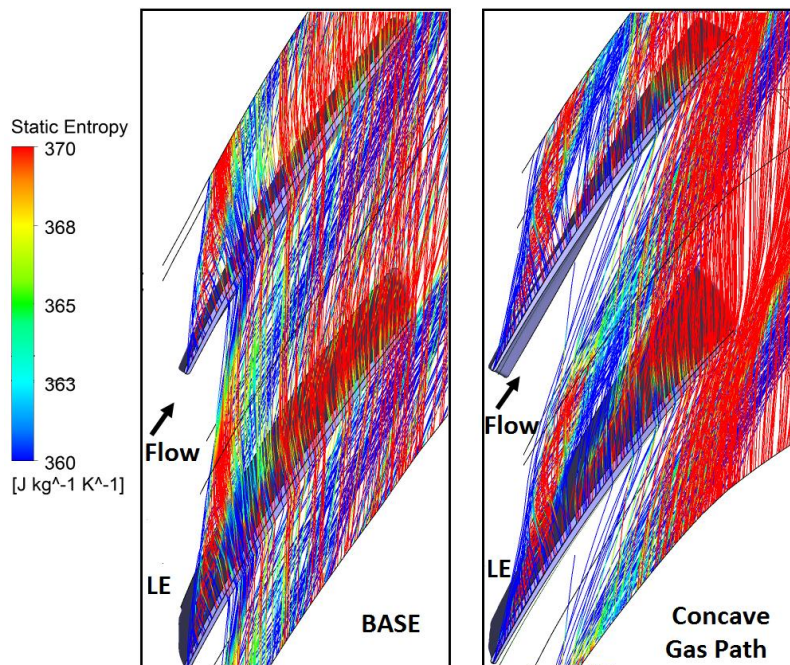 Static Entropy
370
368
365
363
360
[J kg^-1 K^-1]
Flow
LE
BASE
Flow
LE
Concave
Gas Path